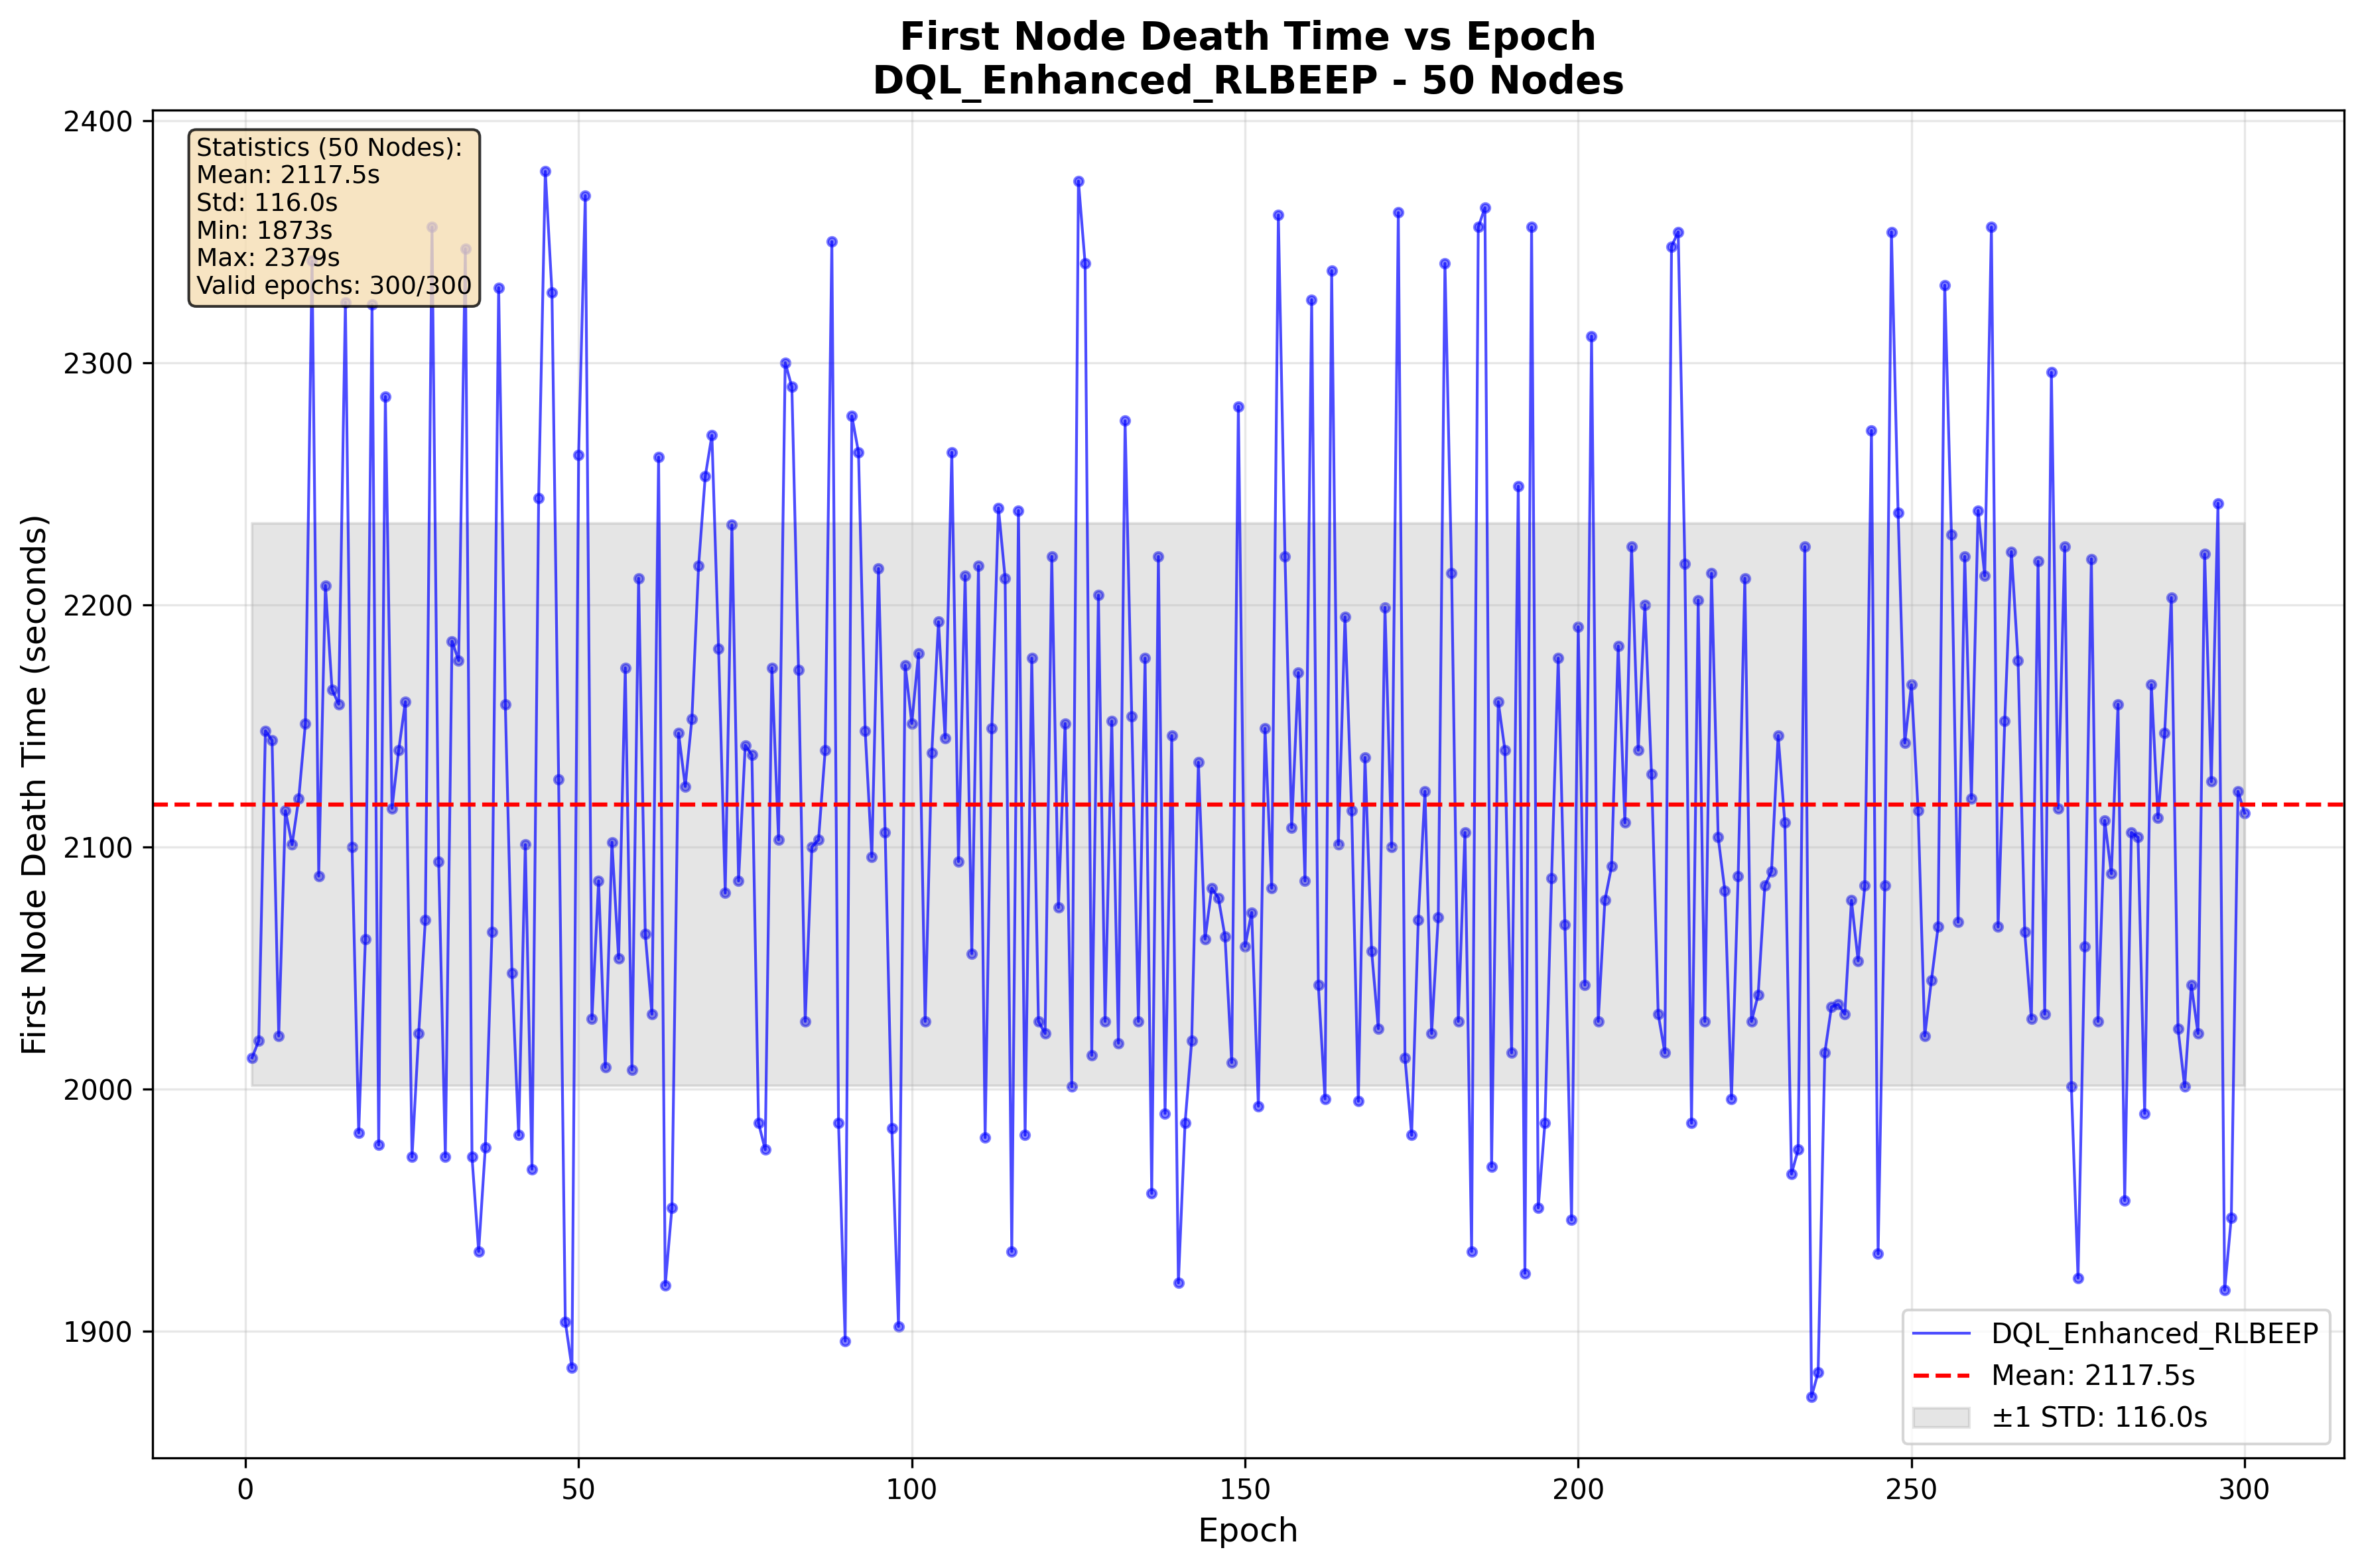 First Node Death Time vs Epoch
DQL_Enhanced_RLBEEP - 50 Nodes
First Node Death Time (seconds)
2400
2300
2200
2100
2000
1900
Statistics (50 Nodes):
Mean: 2117.5s
Std: 116.0s
Min: 1873s
Max: 2379s
Valid epochs: 300/300
DQL_Enhanced_RLBEEP
Mean: 2117.5s
±1 STD: 116.0s
0 50 100 150 200 250 300
Epoch